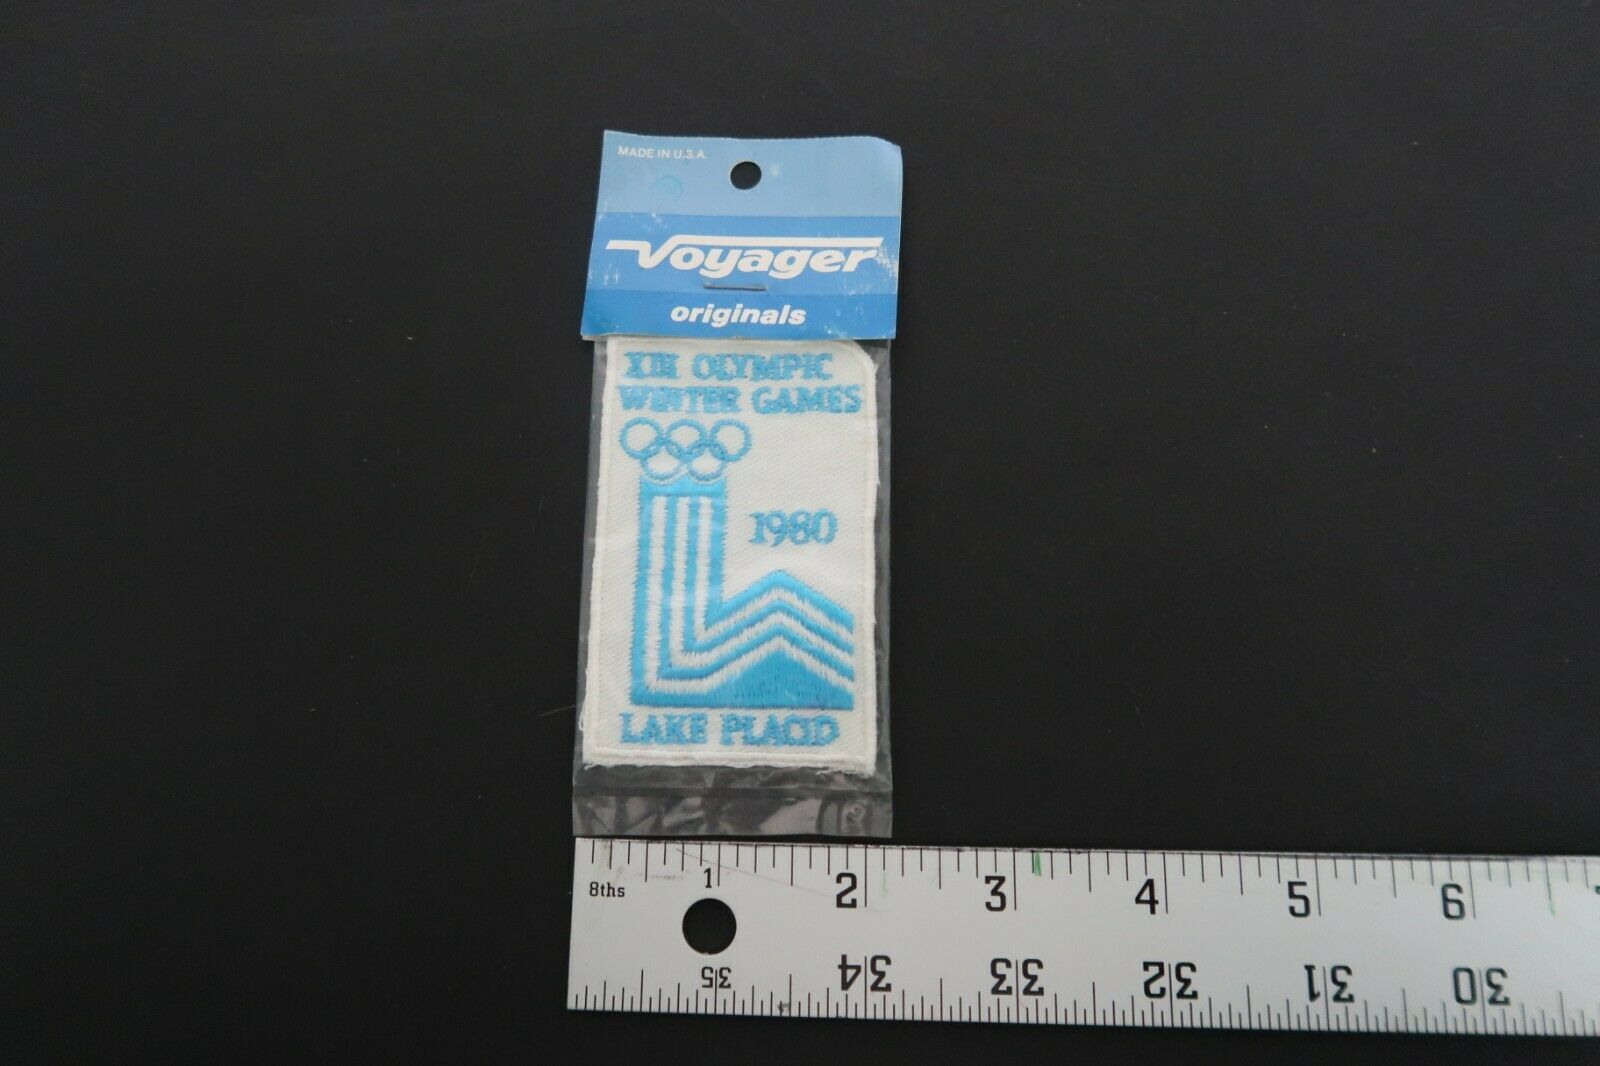 MADE IN U.S.A.
Voyager
originals
XIII OLYMPIC
WINTER GAMES
1980
LAKE PLACID
8ths
1 2 3 4 5 6
35 34 33 32 31 30